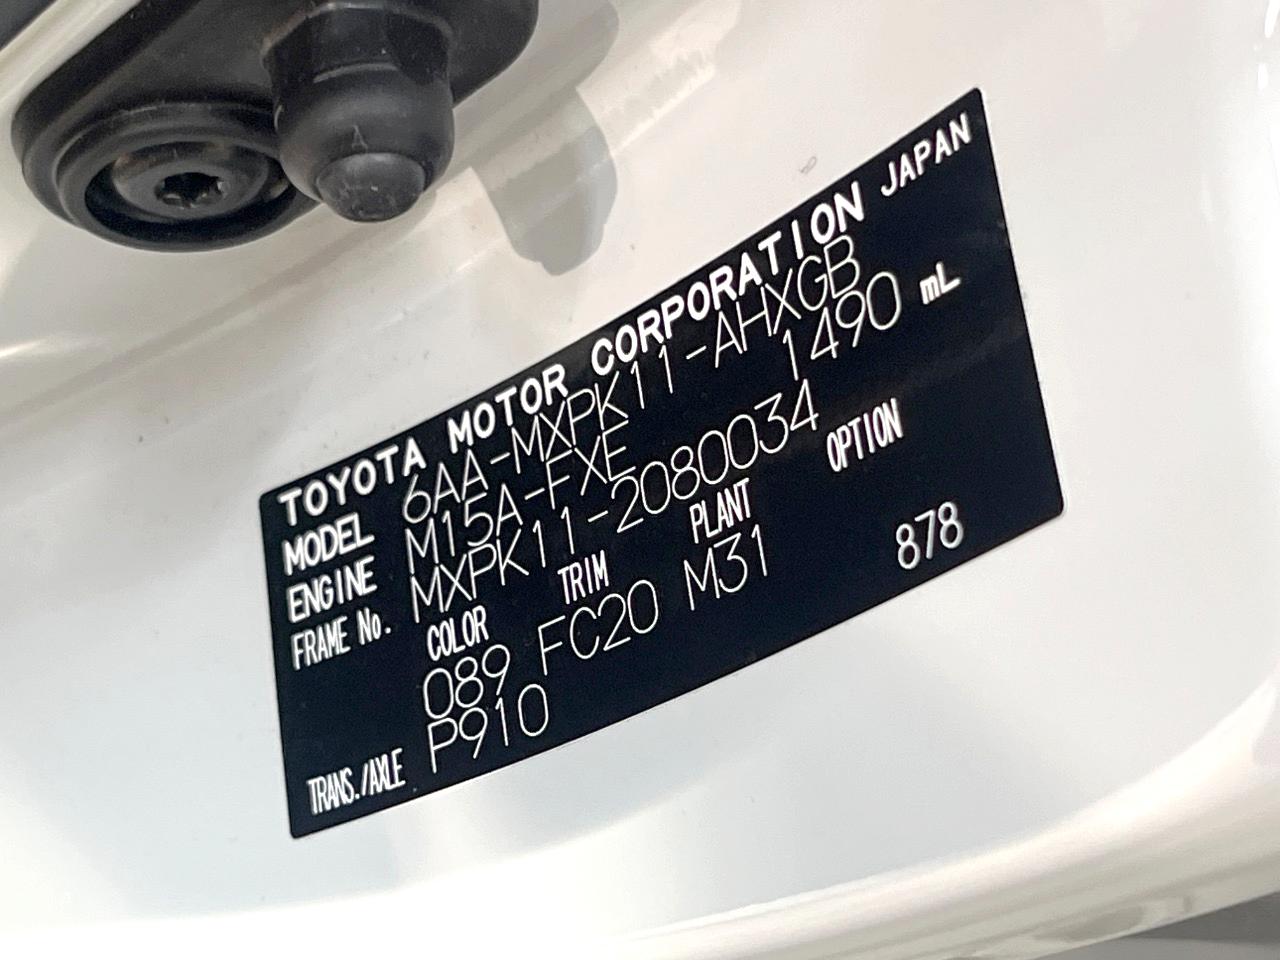 TOYOTA MOTOR CORPORATION JAPAN
MODEL 6AA-MXPK11-AHXGB
ENGINE M15A-FXE 1490 mL
FRAME No. MXPK11-2080034
COLOR TRIM PLANT OPTION
089 FC20 M31
TRANS./AXLE P910 878